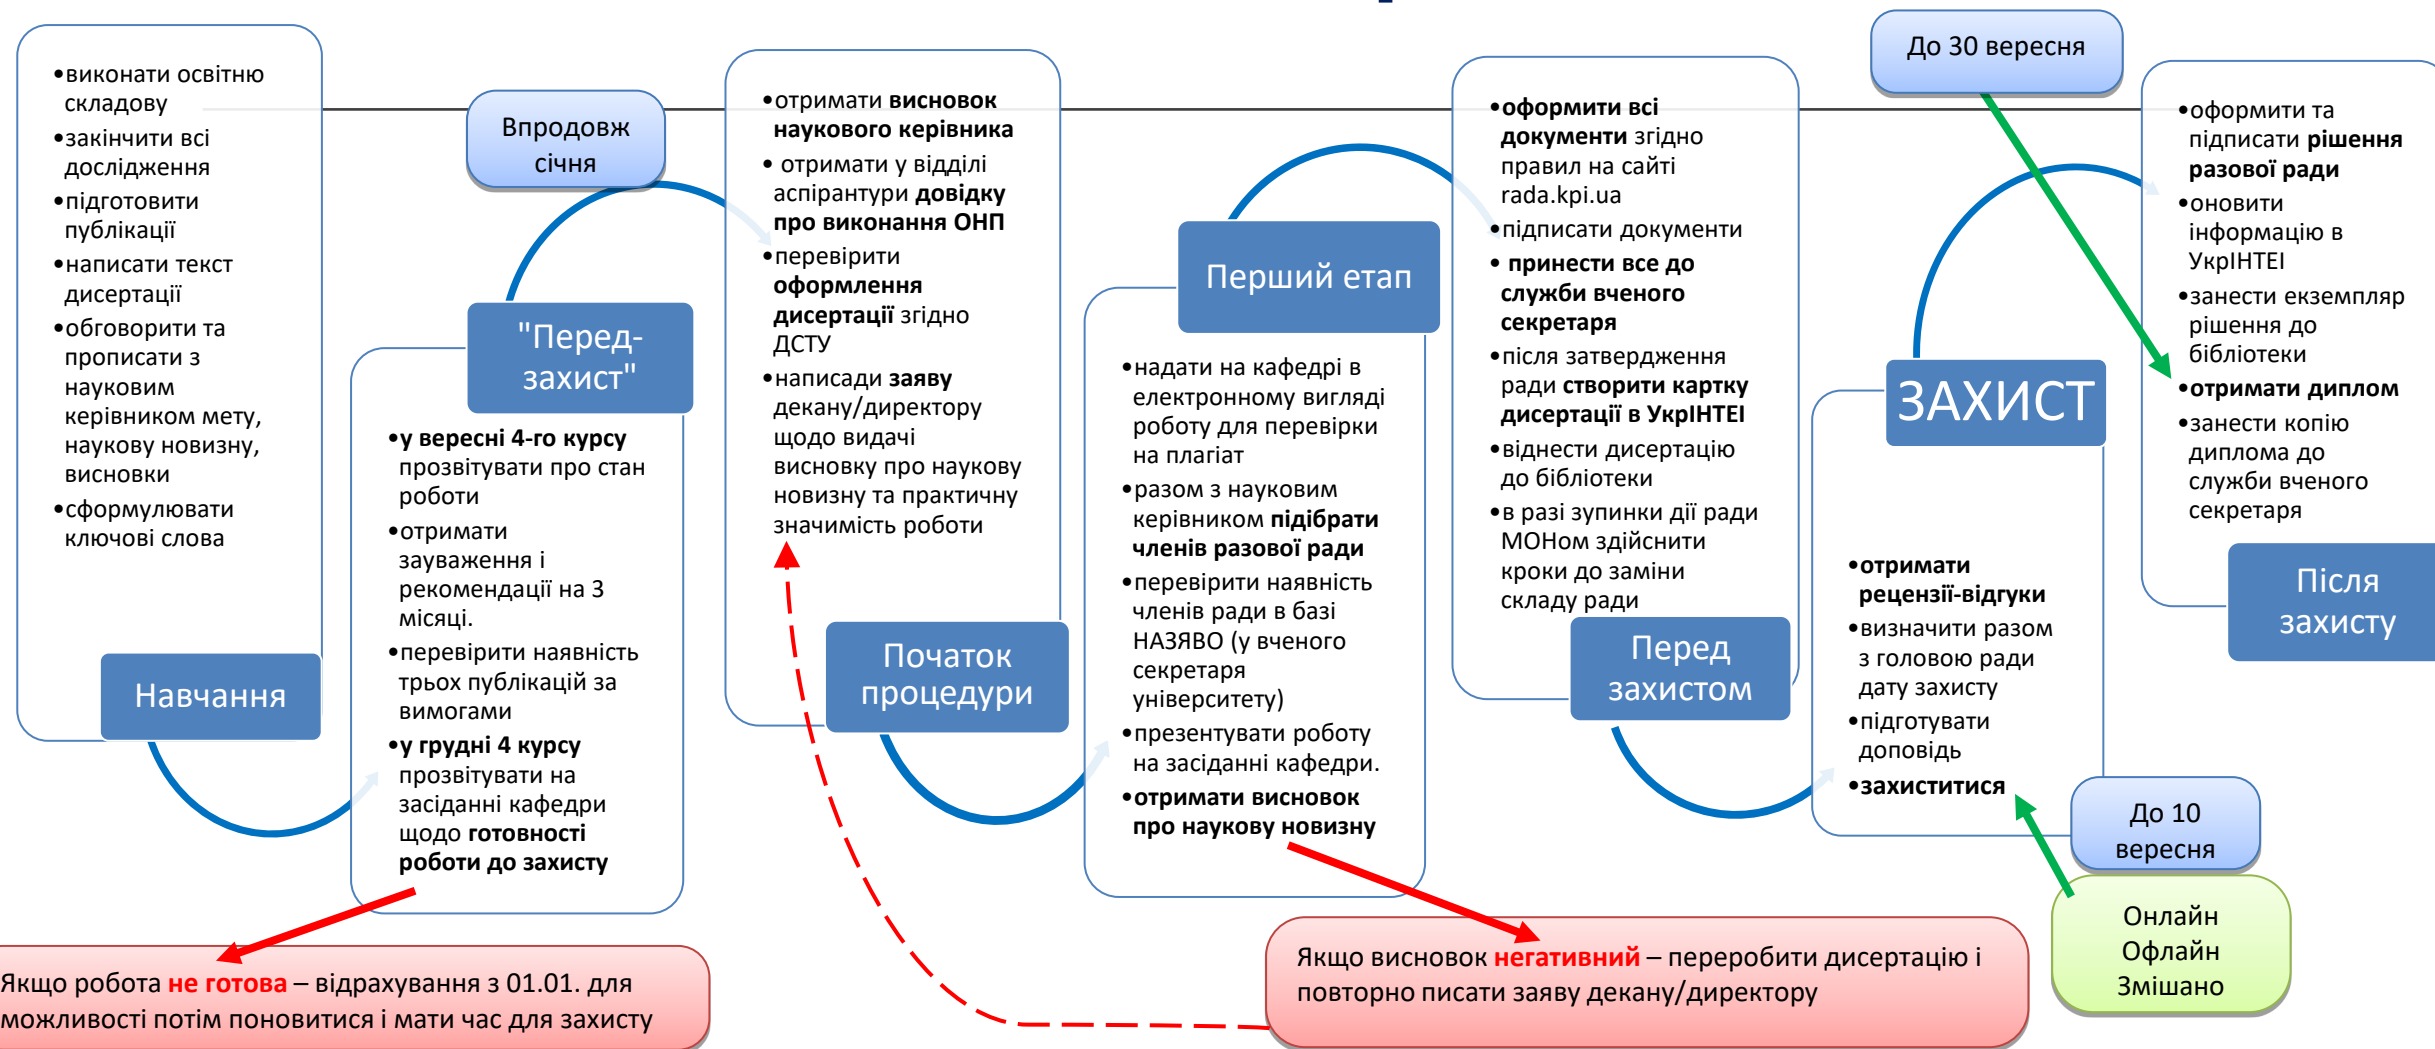 •виконати освітню
складову
•закінчити всі
дослідження
•підготовити
публікації
•написати текст
дисертації
•обговорити та
прописати з
науковим
керівником мету,
наукову новизну,
висновки
•сформулювати
ключові слова
Навчання
"Перед-
захист"
•у вересні 4-го курсу
прозвітувати про стан
роботи
•отримати
зауваження і
рекомендації на 3
місяці.
•перевірити наявність
трьох публікацій за
вимогами
•у грудні 4 курсу
прозвітувати на
засіданні кафедри
щодо готовності
роботи до захисту
Якщо робота не готова – відрахування з 01.01. для
можливості потім поновитися і мати час для захисту
Впродовж
січня
•отримати висновок
наукового керівника
• отримати у відділі
аспірантури довідку
про виконання ОНП
•перевірити
оформлення
дисертації згідно
ДСТУ
•написади заяву
декану/директору
щодо видачі
висновку про наукову
новизну та практичну
значимість роботи
Початок
процедури
Перший етап
•надати на кафедрі в
електронному вигляді
роботу для перевірки
на плагіат
•разом з науковим
керівником підібрати
членів разової ради
•перевірити наявність
членів ради в базі
НАЗЯВО (у вченого
секретаря
університету)
•презентувати роботу
на засіданні кафедри.
•отримати висновок
про наукову новизну
Якщо висновок негативний – переробити дисертацію і
повторно писати заяву декану/директору
•оформити всі
документи згідно
правил на сайті
rada.kpi.ua
•підписати документи
• принести все до
служби вченого
секретаря
•після затвердження
ради створити картку
дисертації в УкрІНТЕІ
•віднести дисертацію
до бібліотеки
•в разі зупинки дії ради
МОНом здійснити
кроки до заміни
складу ради
Перед
захистом
ЗАХИСТ
•отримати
рецензії-відгуки
•визначити разом
з головою ради
дату захисту
•підготувати
доповідь
•захиститися
До 10
вересня
Онлайн
Офлайн
Змішано
До 30 вересня
•оформити та
підписати рішення
разової ради
•оновити
інформацію в
УкрІНТЕІ
•занести екземпляр
рішення до
бібліотеки
•отримати диплом
•занести копію
диплома до
служби вченого
секретаря
Після
захисту